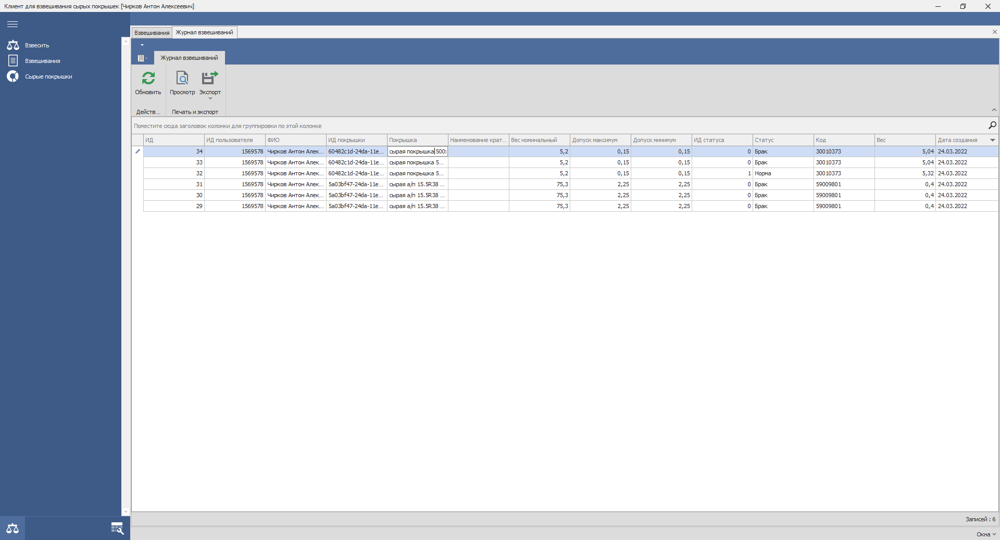 Клиент для взвешивания сырых покрышек [Чирков Антон Алексеевич]
Взвесить
Взвешивания
Сырые покрышки
Взвешивания Журнал взвешиваний
Журнал взвешиваний
Обновить Просмотр Экспорт
Действ... Печать и экспорт
Поместите сюда заголовок колонки для группировки по этой колонке
ИД ИД пользователя ФИО ИД покрышки Покрышка Наименование крат... Вес номинальный Допуск максимум Допуск минимум ИД статуса Статус Код Вес Дата создания
34 1569578 Чирков Антон Алек... 60482c1d-24da-11e... сырая покрышка 500 5,2 0,15 0,15 0 Брак 30010373 5,04 24.03.2022
33 1569578 Чирков Антон Алек... 60482c1d-24da-11e... сырая покрышка 5... 5,2 0,15 0,15 0 Брак 30010373 5,04 24.03.2022
32 1569578 Чирков Антон Алек... 60482c1d-24da-11e... сырая покрышка 5... 5,2 0,15 0,15 1 Норма 30010373 5,32 24.03.2022
31 1569578 Чирков Антон Алек... 5a03bf47-24da-11e... сырая а/п 15.5R38 ... 75,3 2,25 2,25 0 Брак 59009801 0,4 24.03.2022
30 1569578 Чирков Антон Алек... 5a03bf47-24da-11e... сырая а/п 15.5R38 ... 75,3 2,25 2,25 0 Брак 59009801 0,4 24.03.2022
29 1569578 Чирков Антон Алек... 5a03bf47-24da-11e... сырая а/п 15.5R38 ... 75,3 2,25 2,25 0 Брак 59009801 0,4 24.03.2022
Записей : 6
Окна